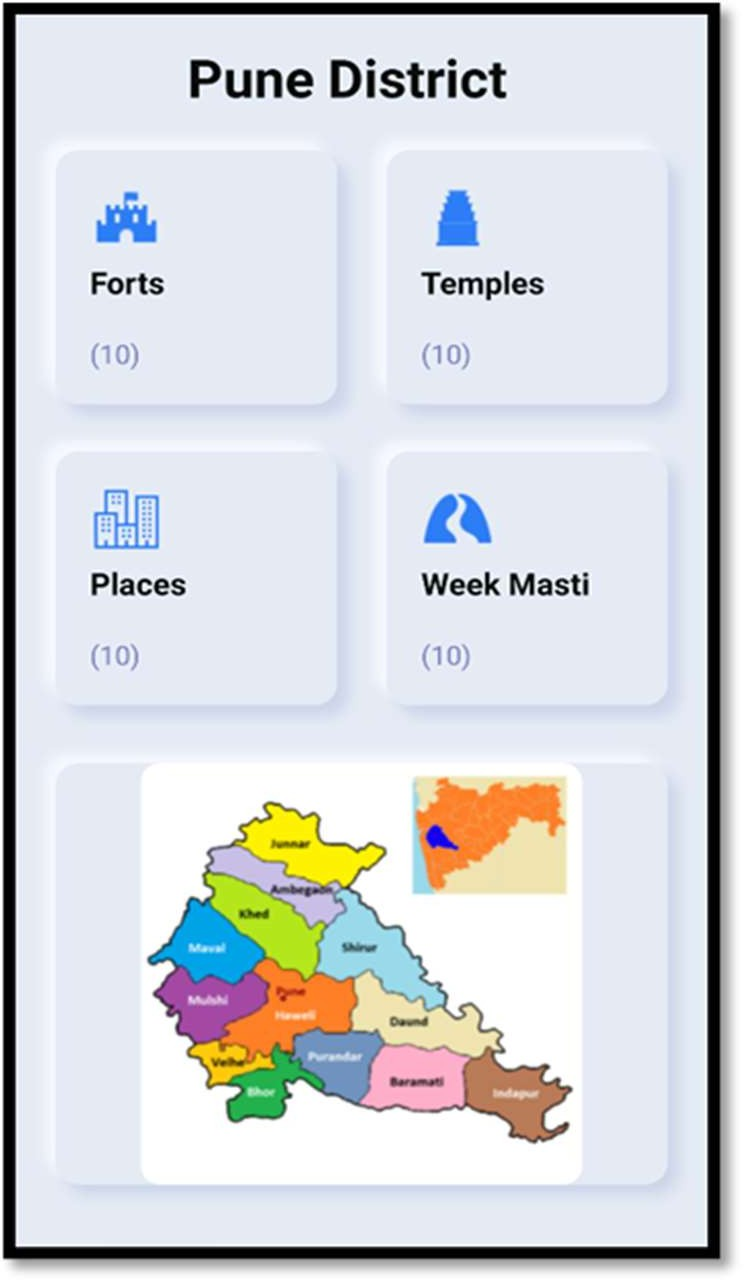 Pune District
Forts
(10)
Temples
(10)
Places
(10)
Week Masti
(10)
Junnar
Ambegaon
Khed
Shirur
Maval
Pune
Mulshi
Haweli
Daund
Velhe
Purandar
Baramati
Bhor
Indapur